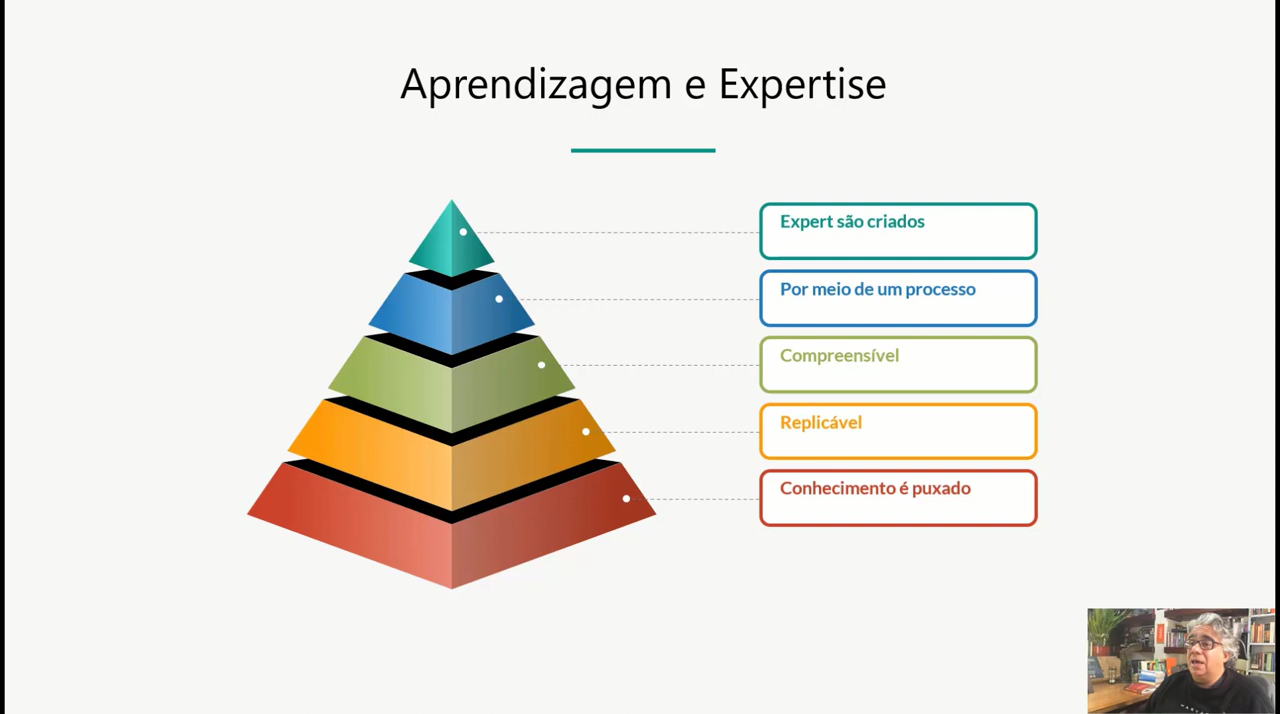 Aprendizagem e Expertise
Expert são criados
Por meio de um processo
Compreensível
Replicável
Conhecimento é puxado